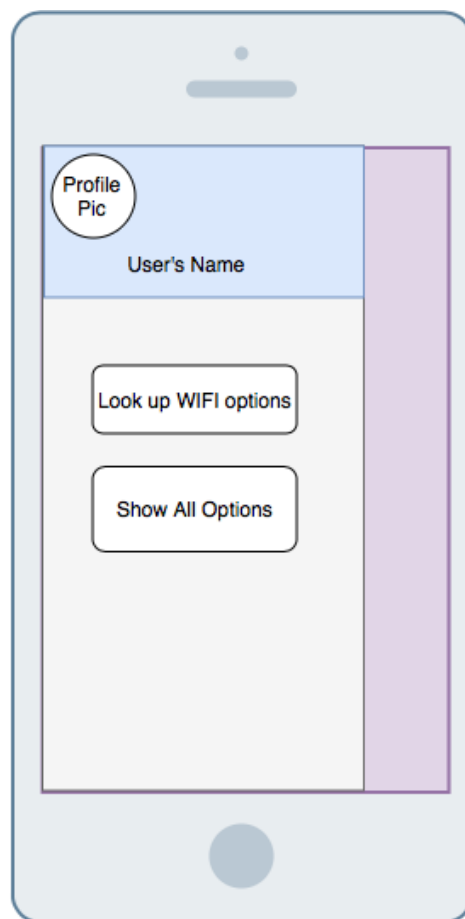 Profile
Pic
User's Name
Look up WIFI options
Show All Options